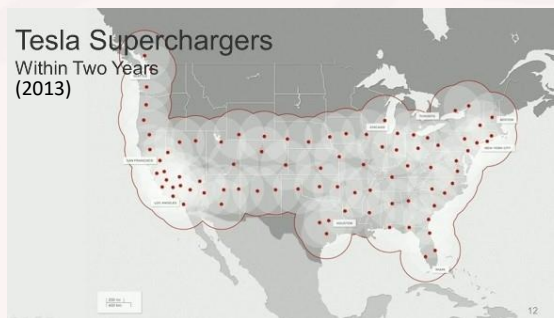 Tesla Superchargers
Within Two Years
(2013)
CHICAGO
TORONTO
BOSTON
NEW YORK CITY
SAN FRANCISCO
LOS ANGELES
HOUSTON
MIAMI
12